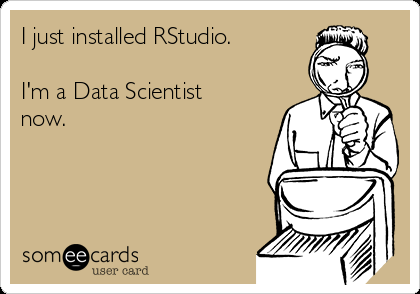 I just installed RStudio.
I'm a Data Scientist
now.
someecards
user card